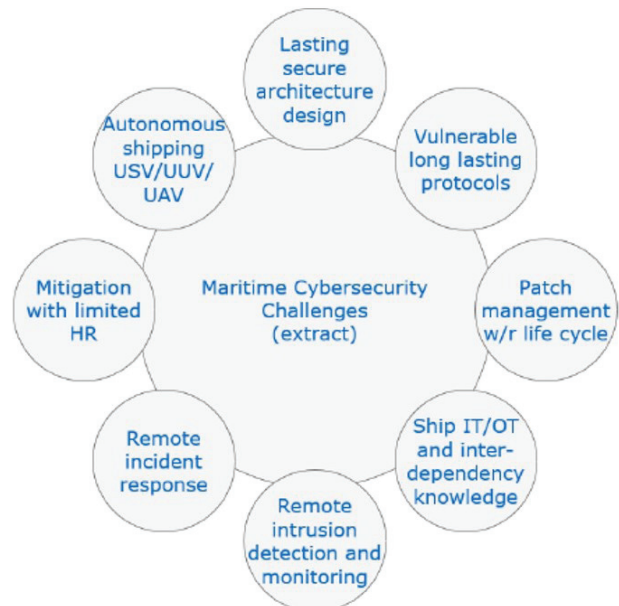 Lasting
secure
architecture
design
Vulnerable
long lasting
protocols
Patch
management
w/r life cycle
Ship IT/OT
and inter-
dependency
knowledge
Remote
intrusion
detection and
monitoring
Remote
incident
response
Mitigation
with limited
HR
Autonomous
shipping
USV/UUV/
UAV
Maritime Cybersecurity
Challenges
(extract)